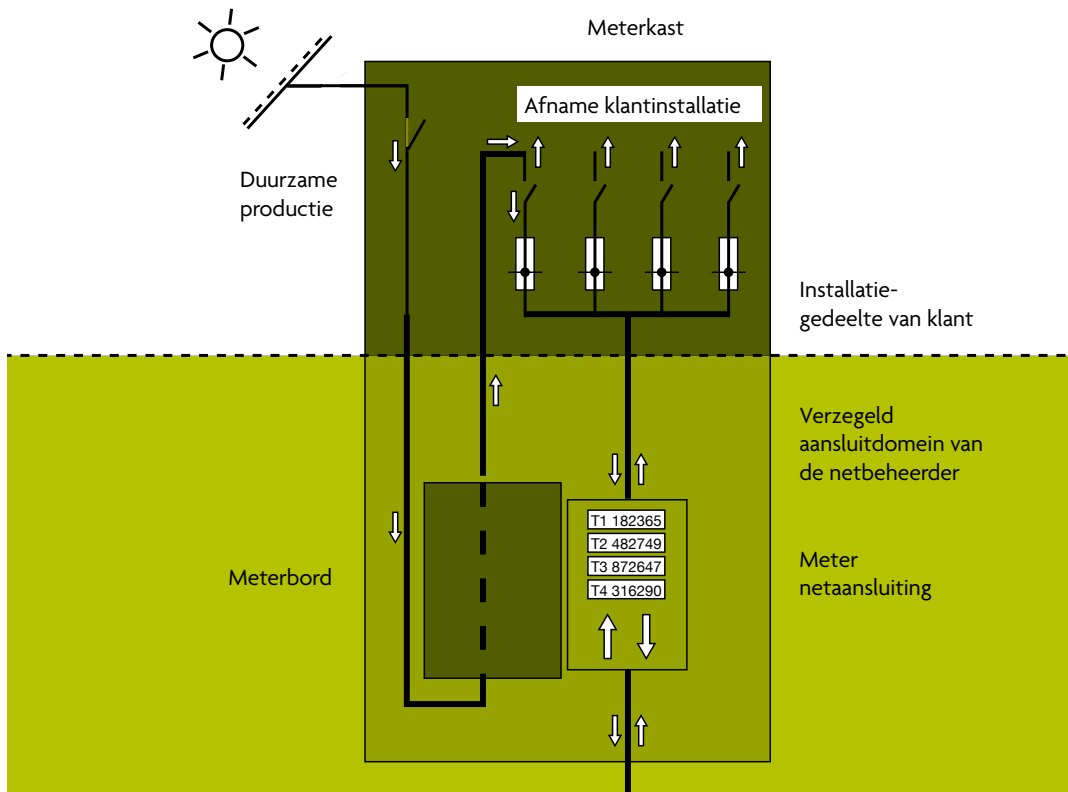 Meterkast
Afname klantinstallatie
Duurzame
productie
Installatie-
gedeelte van klant
Verzegeld
aansluitdomein van
de netbeheerder
T1 182365
T2 482749
T3 872647
T4 316290
Meterbord
Meter
netaansluiting